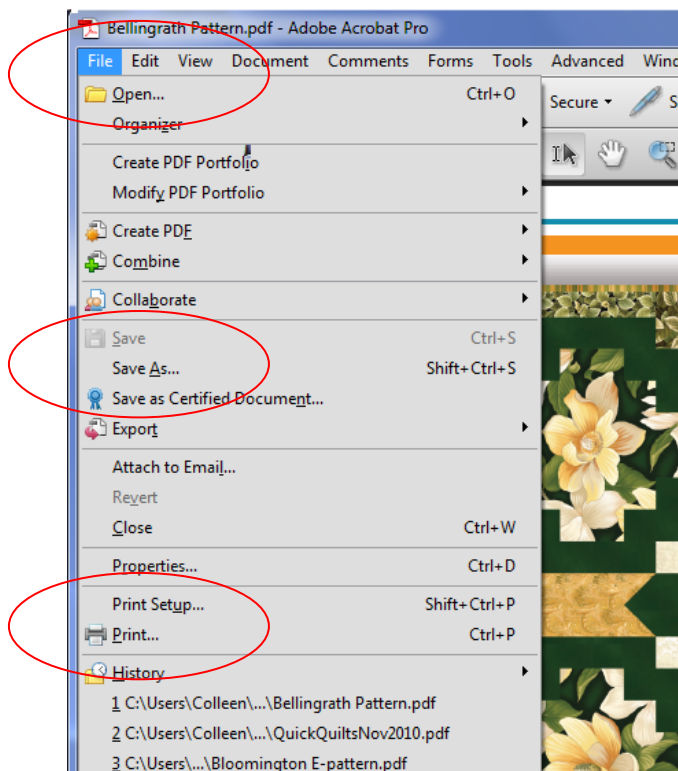 Bellingrath Pattern.pdf - Adobe Acrobat Pro
File Edit View Document Comments Forms Tools Advanced
Open... Ctrl+O
Secure
Organizer
Create PDF Portfolio
Modify PDF Portfolio
Create PDF
Combine
Collaborate
Save Ctrl+S
Save As... Shift+Ctrl+S
Save as Certified Document...
Export
Attach to Email...
Revert
Close Ctrl+W
Properties... Ctrl+D
Print Setup... Shift+Ctrl+P
Print... Ctrl+P
History
1 C:\Users\Colleen\...\Bellingrath Pattern.pdf
2 C:\Users\Colleen\...\QuickQuiltsNov2010.pdf
3 C:\Users\...\Bloomington E-pattern.pdf